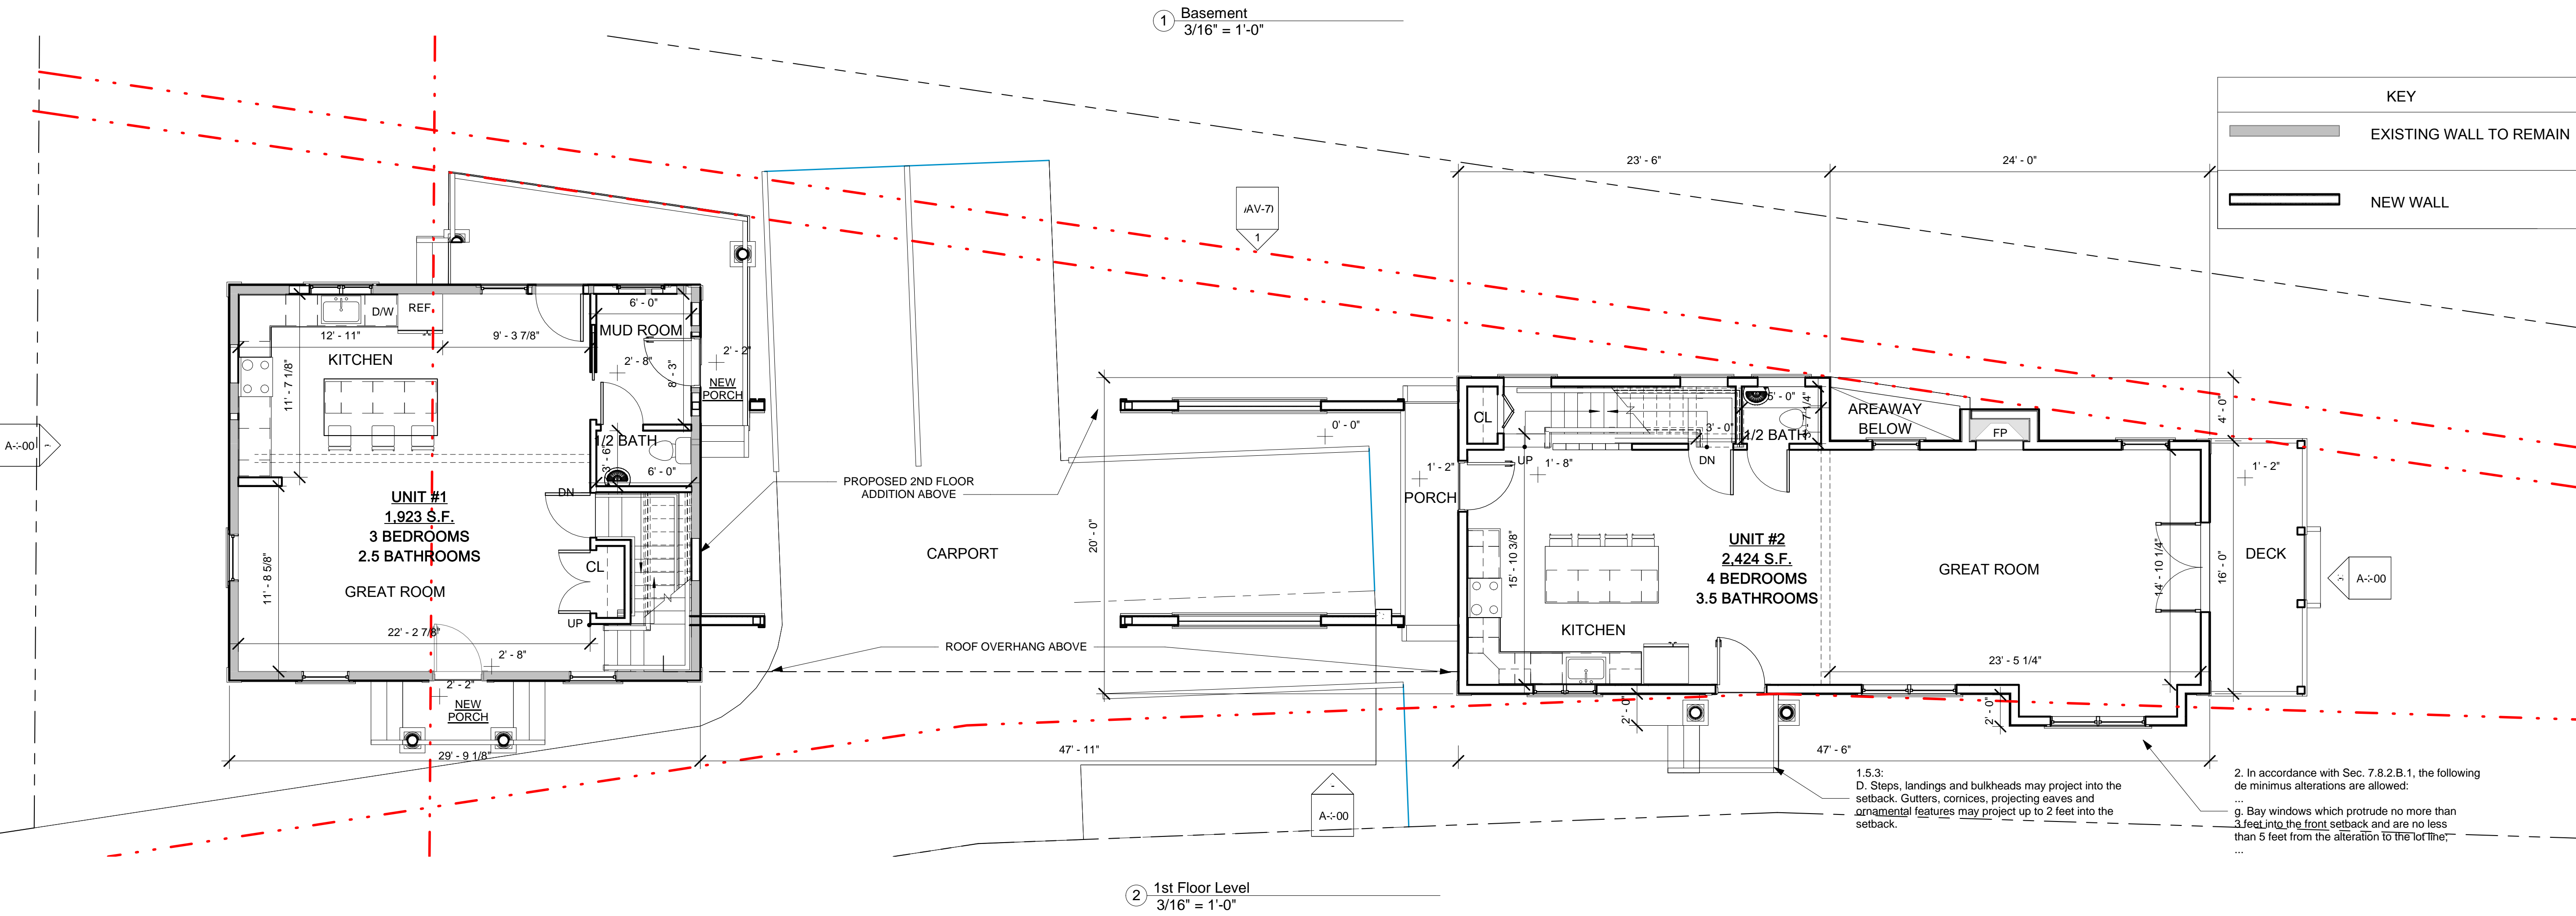 1 Basement
3/16" = 1'-0"
KEY
EXISTING WALL TO REMAIN
NEW WALL
23' - 6"
24' - 0"
1
6' - 0"
D/W
REF.
MUD ROOM
12' - 11"
9' - 3 7/8"
KITCHEN
2' - 8"
2' - 2"
8' - 3"
11' - 7 1/8"
NEW
PORCH
1/2 BATH
3' - 6"
6' - 0"
DN
UNIT #1
1,923 S.F.
3 BEDROOMS
2.5 BATHROOMS
GREAT ROOM
11' - 8 5/8"
CL
UP
22' - 2 7/8"
2' - 8"
2' - 2"
NEW
PORCH
29' - 9 1/8"
PROPOSED 2ND FLOOR
ADDITION ABOVE
CARPORT
ROOF OVERHANG ABOVE
20' - 0"
0' - 0"
47' - 11"
1' - 2"
PORCH
CL
UP
1' - 8"
3' - 0"
DN
5' - 0"
1/2 BATH
AREAWAY
BELOW
FP
4' - 0"
15' - 10 3/8"
UNIT #2
2,424 S.F.
4 BEDROOMS
3.5 BATHROOMS
KITCHEN
GREAT ROOM
14' - 10 1/4"
16' - 0"
1' - 2"
DECK
23' - 5 1/4"
2' - 0"
2' - 0"
47' - 6"
1.5.3:
D. Steps, landings and bulkheads may project into the
setback. Gutters, cornices, projecting eaves and
ornamental features may project up to 2 feet into the
setback.
2. In accordance with Sec. 7.8.2.B.1, the following
de minimus alterations are allowed:
...
g. Bay windows which protrude no more than
3 feet into the front setback and are no less
than 5 feet from the alteration to the lot line;
...
2 1st Floor Level
3/16" = 1'-0"